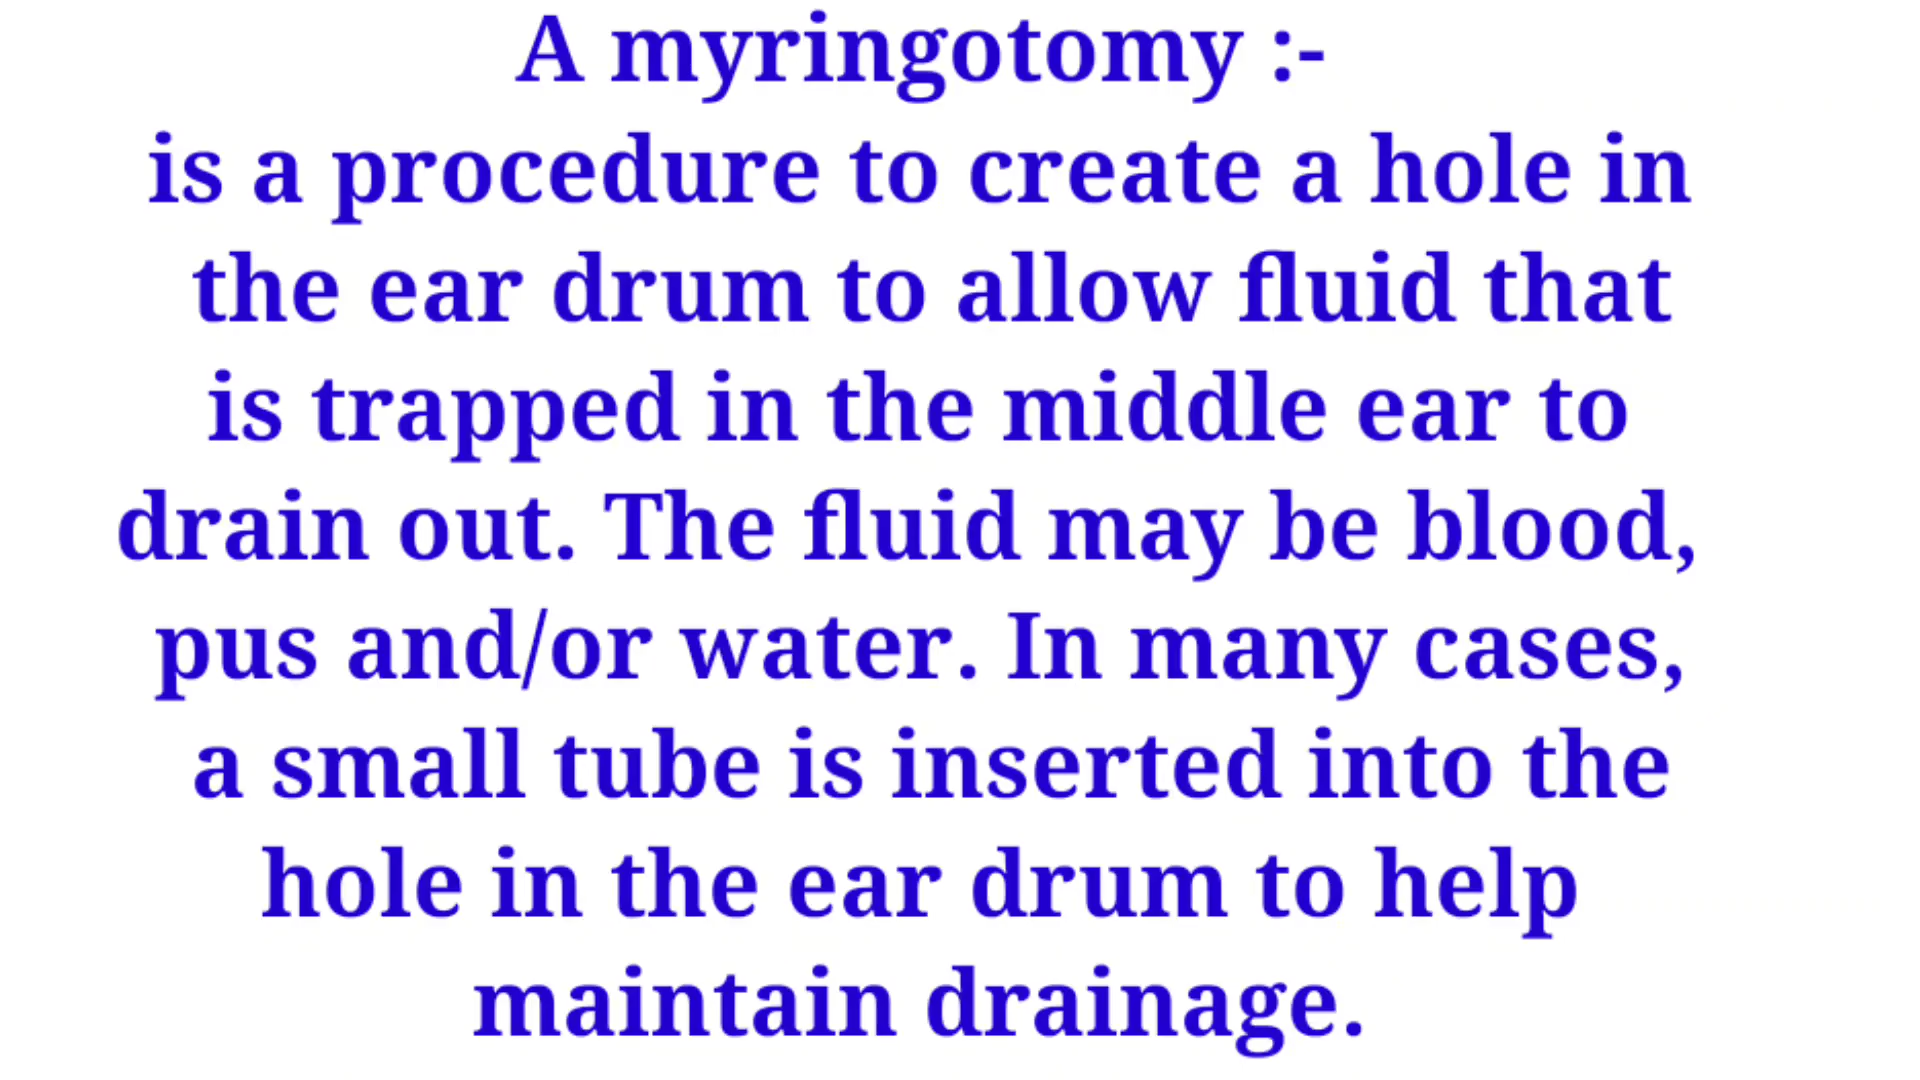 A myringotomy :-
is a procedure to create a hole in
the ear drum to allow fluid that
is trapped in the middle ear to
drain out. The fluid may be blood,
pus and/or water. In many cases,
a small tube is inserted into the
hole in the ear drum to help
maintain drainage.